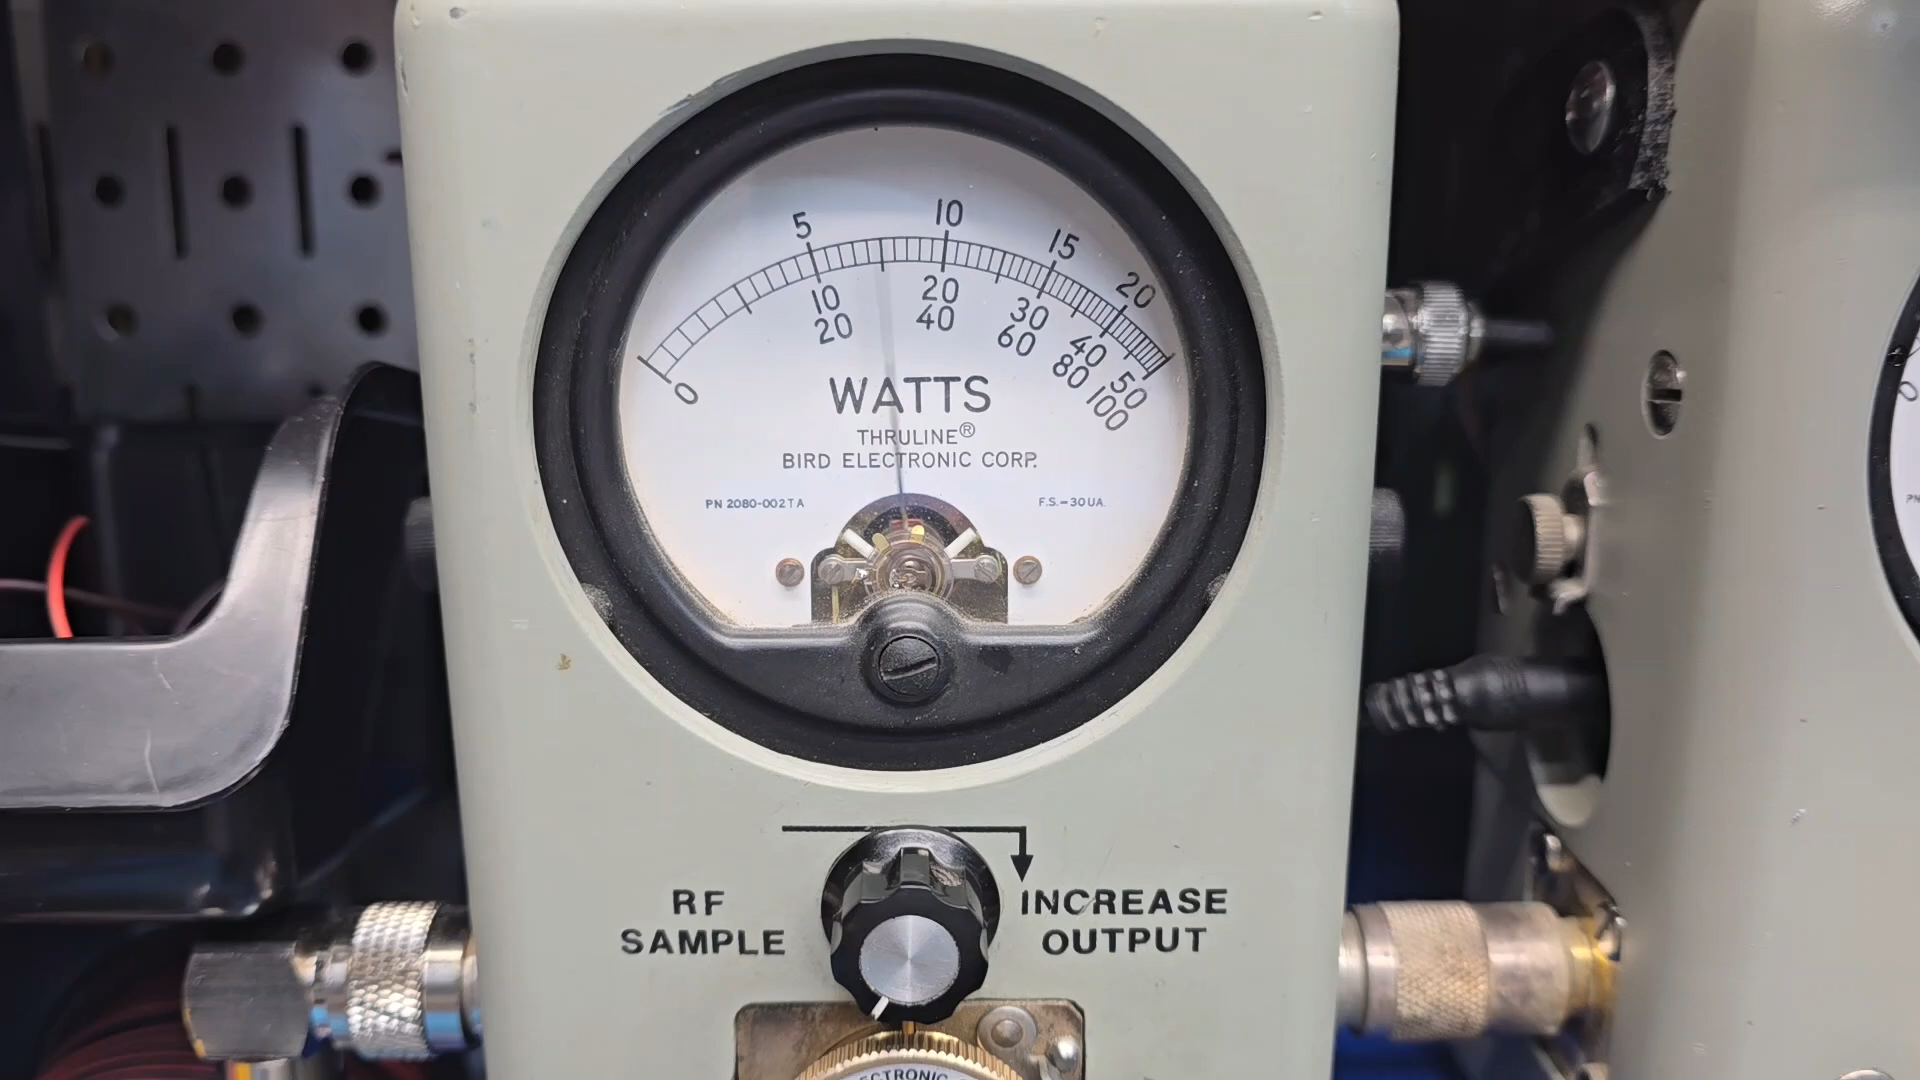 5 10 15 20
10 20 30 40 50
20 40 60 80 100
0
WATTS
THRULINE®
BIRD ELECTRONIC CORP.
PN 2080-002TA
F.S.=30UA.
RF
SAMPLE
INCREASE
OUTPUT